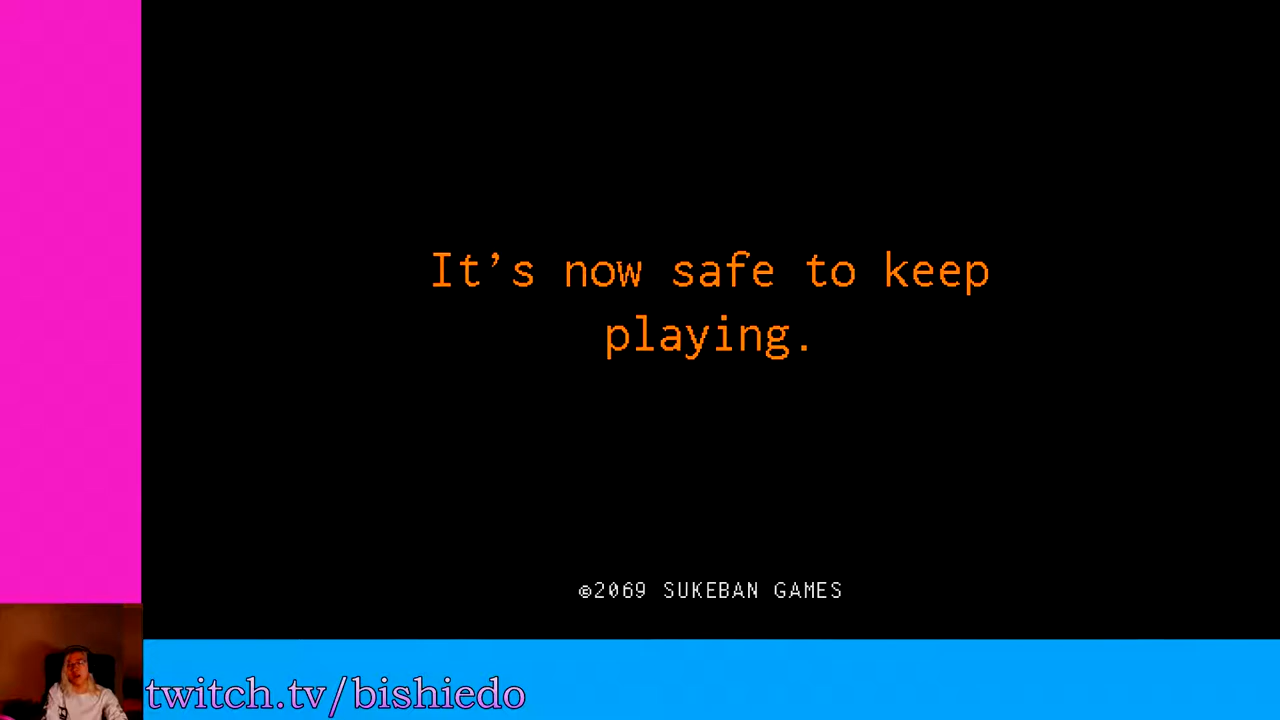 It’s now safe to keep
playing.
©2069 SUKEBAN GAMES
twitch.tv/bishiedo